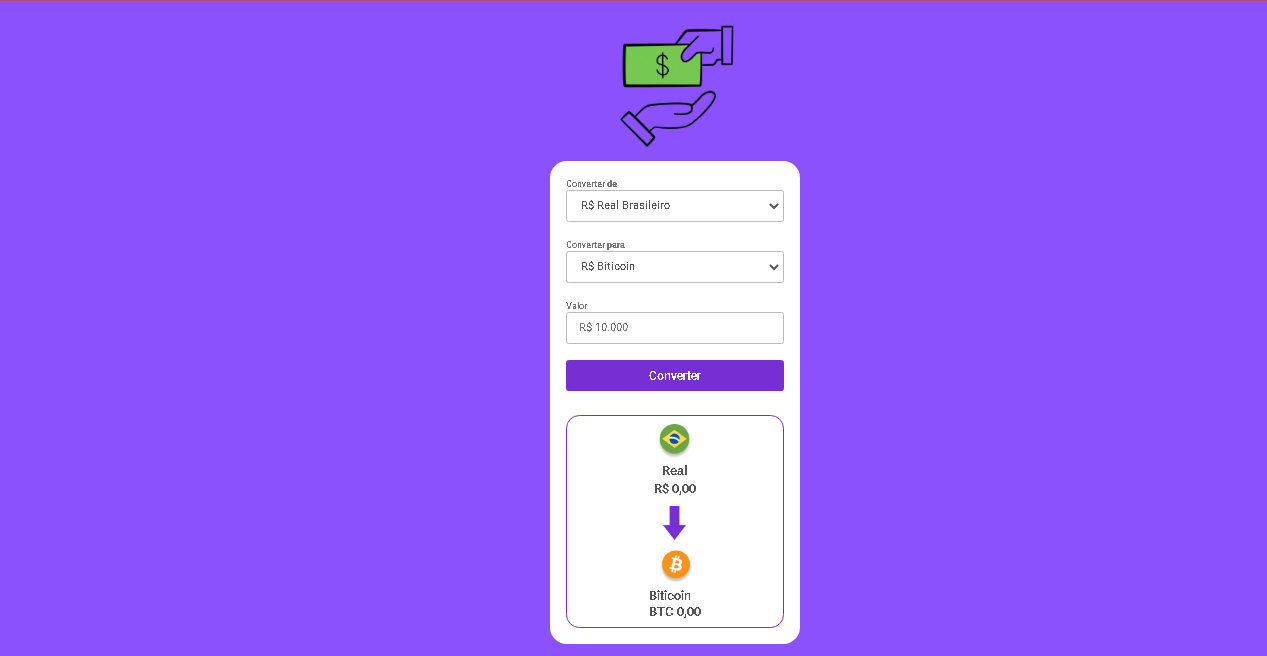 $
Converter de
R$ Real Brasileiro
Converter para
R$ Biticoin
Valor
R$ 10.000
Converter
Real
R$ 0,00
Biticoin
BTC 0,00